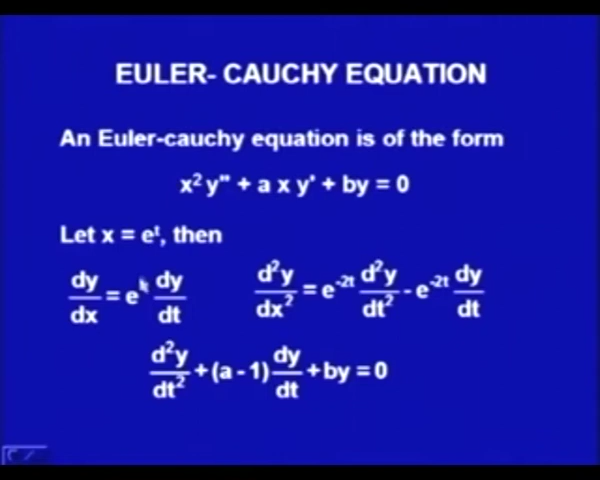 EULER- CAUCHY EQUATION
An Euler-cauchy equation is of the form
x² y" + a x y' + by = 0
Let x = eᵗ, then
dy/dx = e dy/dt    d²y/dx² = e⁻²ᵗ d²y/dt² - e⁻²ᵗ dy/dt
d²y/dt² + (a - 1) dy/dt + by = 0